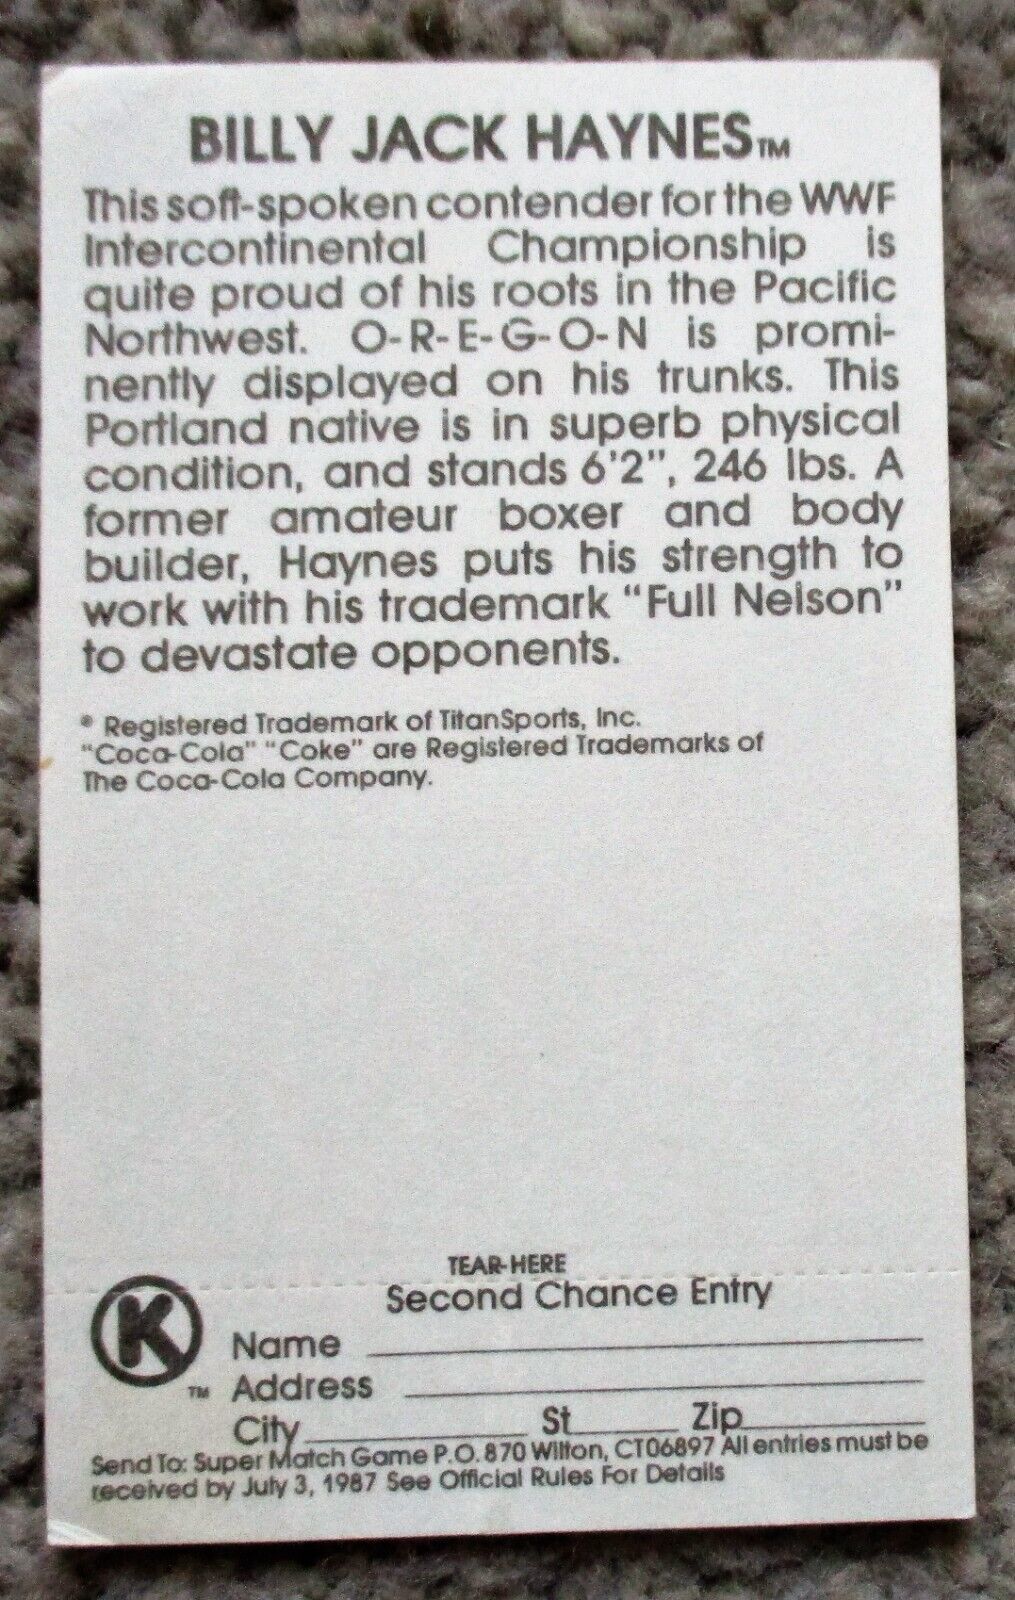 BILLY JACK HAYNES™
This soft-spoken contender for the WWF
Intercontinental Championship is
quite proud of his roots in the Pacific
Northwest. O-R-E-G-O-N is promi-
nently displayed on his trunks. This
Portland native is in superb physical
condition, and stands 6'2", 246 lbs. A
former amateur boxer and body
builder, Haynes puts his strength to
work with his trademark "Full Nelson"
to devastate opponents.
® Registered Trademark of TitanSports, Inc.
"Coca-Cola" "Coke" are Registered Trademarks of
The Coca-Cola Company.
TEAR-HERE
Second Chance Entry
K™
Name
Address
City St Zip
Send To: Super Match Game P.O. 870 Wilton, CT06897 All entries must be
received by July 3, 1987 See Official Rules For Details